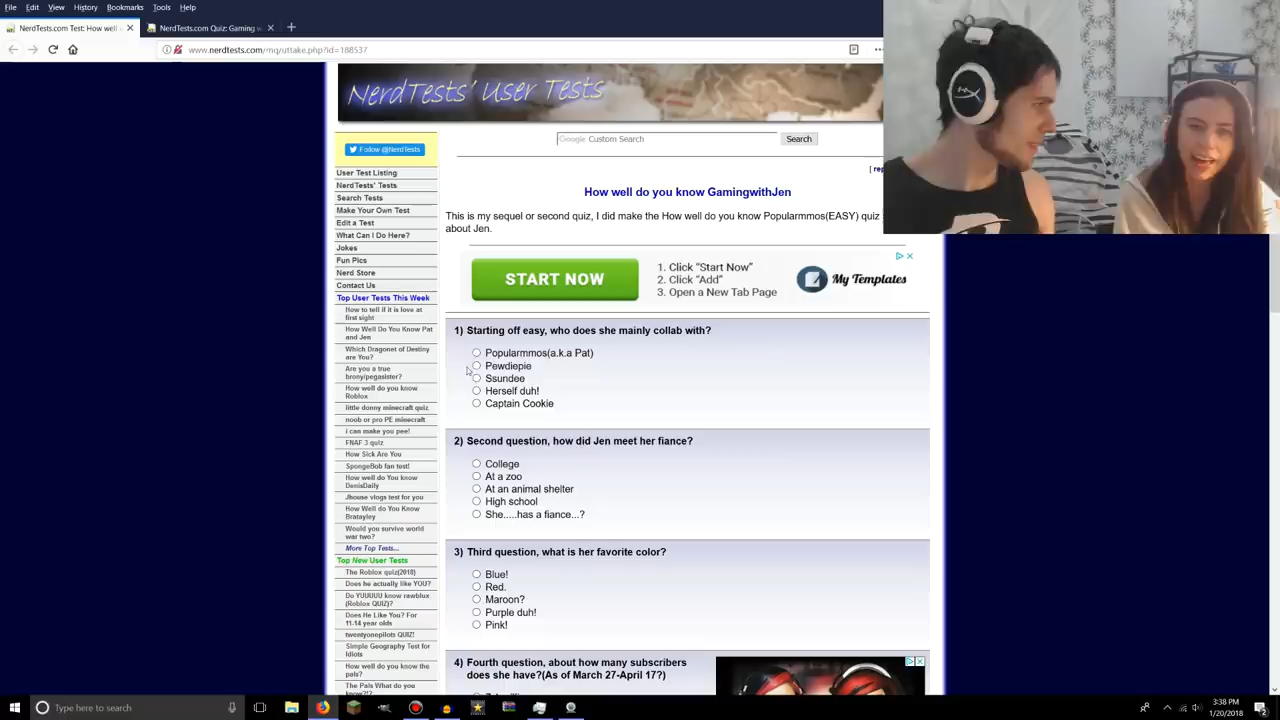 File Edit View History Bookmarks Tools Help
NerdTests.com Test: How well
NerdTests.com Quiz: Gaming w
www.nerdtests.com/mq/uttake.php?id=188537
NerdTests' User Tests
Google Custom Search
Search
Follow @NerdTests
User Test Listing
NerdTests' Tests
Search Tests
Make Your Own Test
Edit a Test
What Can I Do Here?
Jokes
Fun Pics
Nerd Store
Contact Us
Top User Tests This Week
How to tell if it is love at
first sight
How Well Do You Know Pat
and Jen
Which Dragonet of Destiny
are You?
Are you a true
brony/pegasister?
How well do you know
Roblox
little donny minecraft quiz
noob or pro PE minecraft
i can make you pee!
FNAF 3 quiz
How Sick Are You
SpongeBob fan test!
How well do You know
DenisDaily
Jhouse vlogs test for you
How Well do You Know
Bratayley
Would you survive world
war two?
More Top Tests...
Top New User Tests
The Roblox quiz(2018)
Does he actually like YOU?
Do YUUUUU know rawblux
(Roblox QUIZ)?
Does He Like You? For
11-14 year olds
twentyonepilots QUIZ!
Simple Geography Test for
Idiots
How well do you know the
pals?
The Pals What do you
know?!?
[ rep
How well do you know GamingwithJen
This is my sequel or second quiz, I did make the How well do you know Popularmmos(EASY) quiz
about Jen.
START NOW
1. Click “Start Now”
2. Click “Add”
3. Open a New Tab Page
My Templates
1) Starting off easy, who does she mainly collab with?
Popularmmos(a.k.a Pat)
Pewdiepie
Ssundee
Herself duh!
Captain Cookie
2) Second question, how did Jen meet her fiance?
College
At a zoo
At an animal shelter
High school
She.....has a fiance...?
3) Third question, what is her favorite color?
Blue!
Red.
Maroon?
Purple duh!
Pink!
4) Fourth question, about how many subscribers
does she have?(As of March 27-April 17?)
Type here to search
3:38 PM
1/20/2018
2